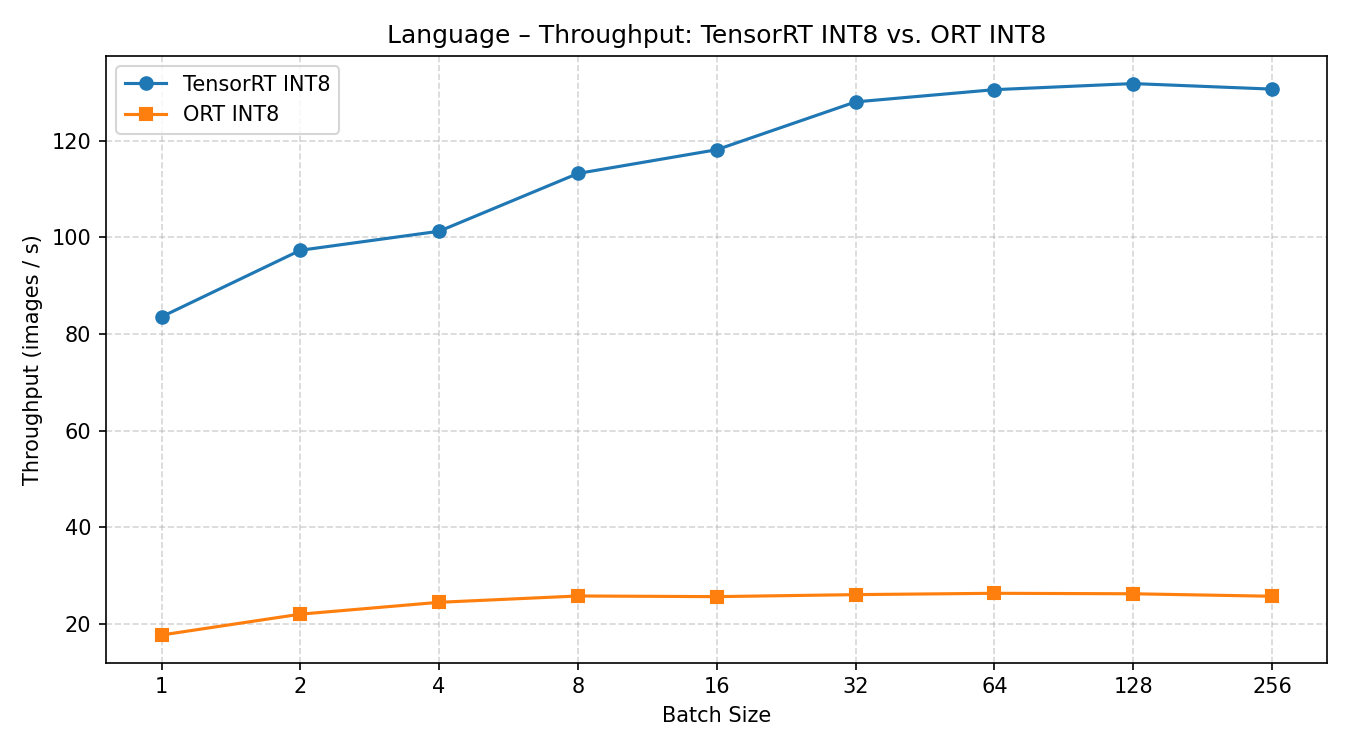 Language – Throughput: TensorRT INT8 vs. ORT INT8
TensorRT INT8
ORT INT8
Throughput (images / s)
120
100
80
60
40
20
1 2 4 8 16 32 64 128 256
Batch Size